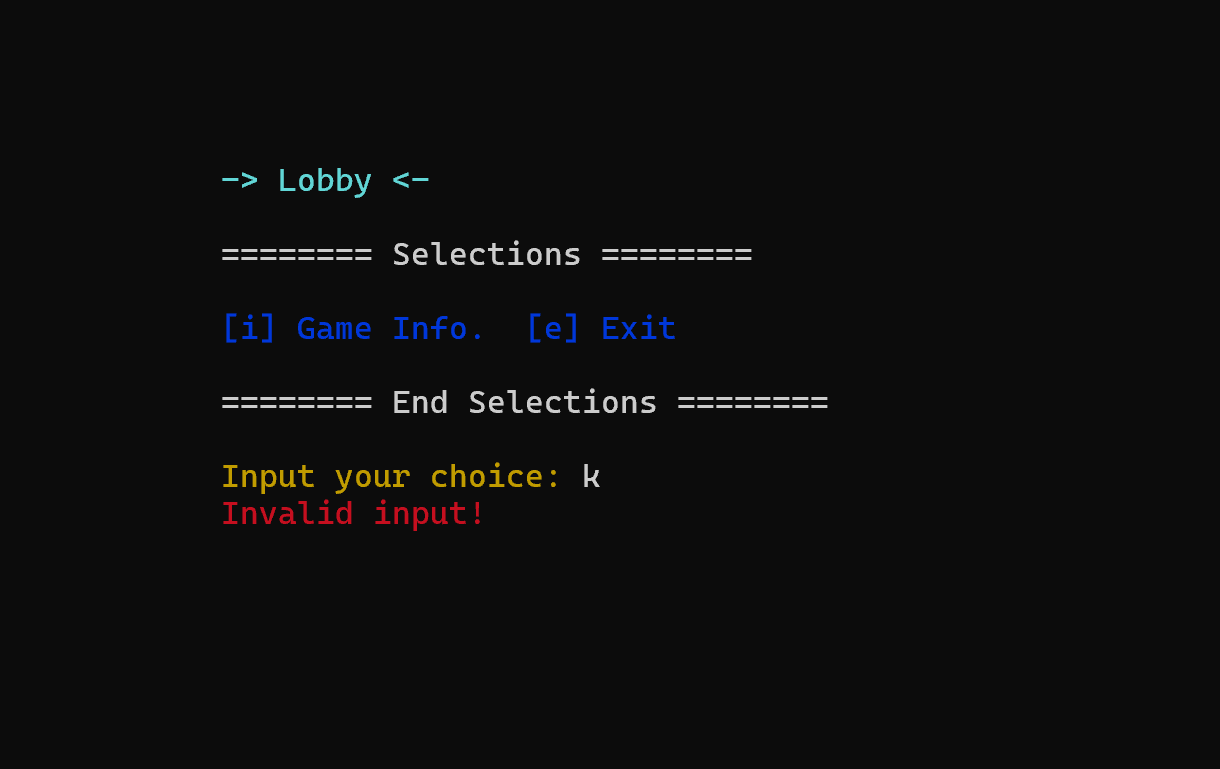 -> Lobby <-
======== Selections ========
[i] Game Info.  [e] Exit
======== End Selections ========
Input your choice: k
Invalid input!